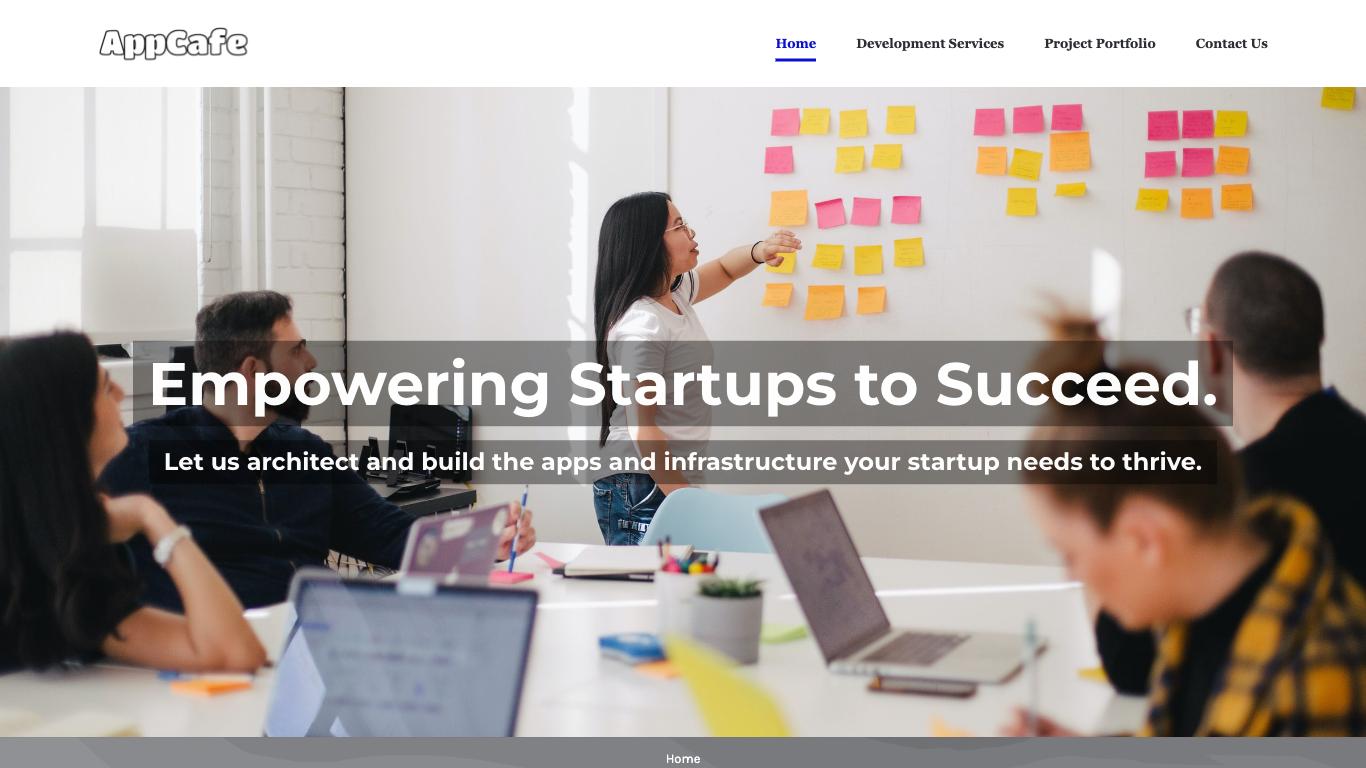 AppCafe
Home
Development Services
Project Portfolio
Contact Us
Empowering Startups to Succeed.
Let us architect and build the apps and infrastructure your startup needs to thrive.
Home